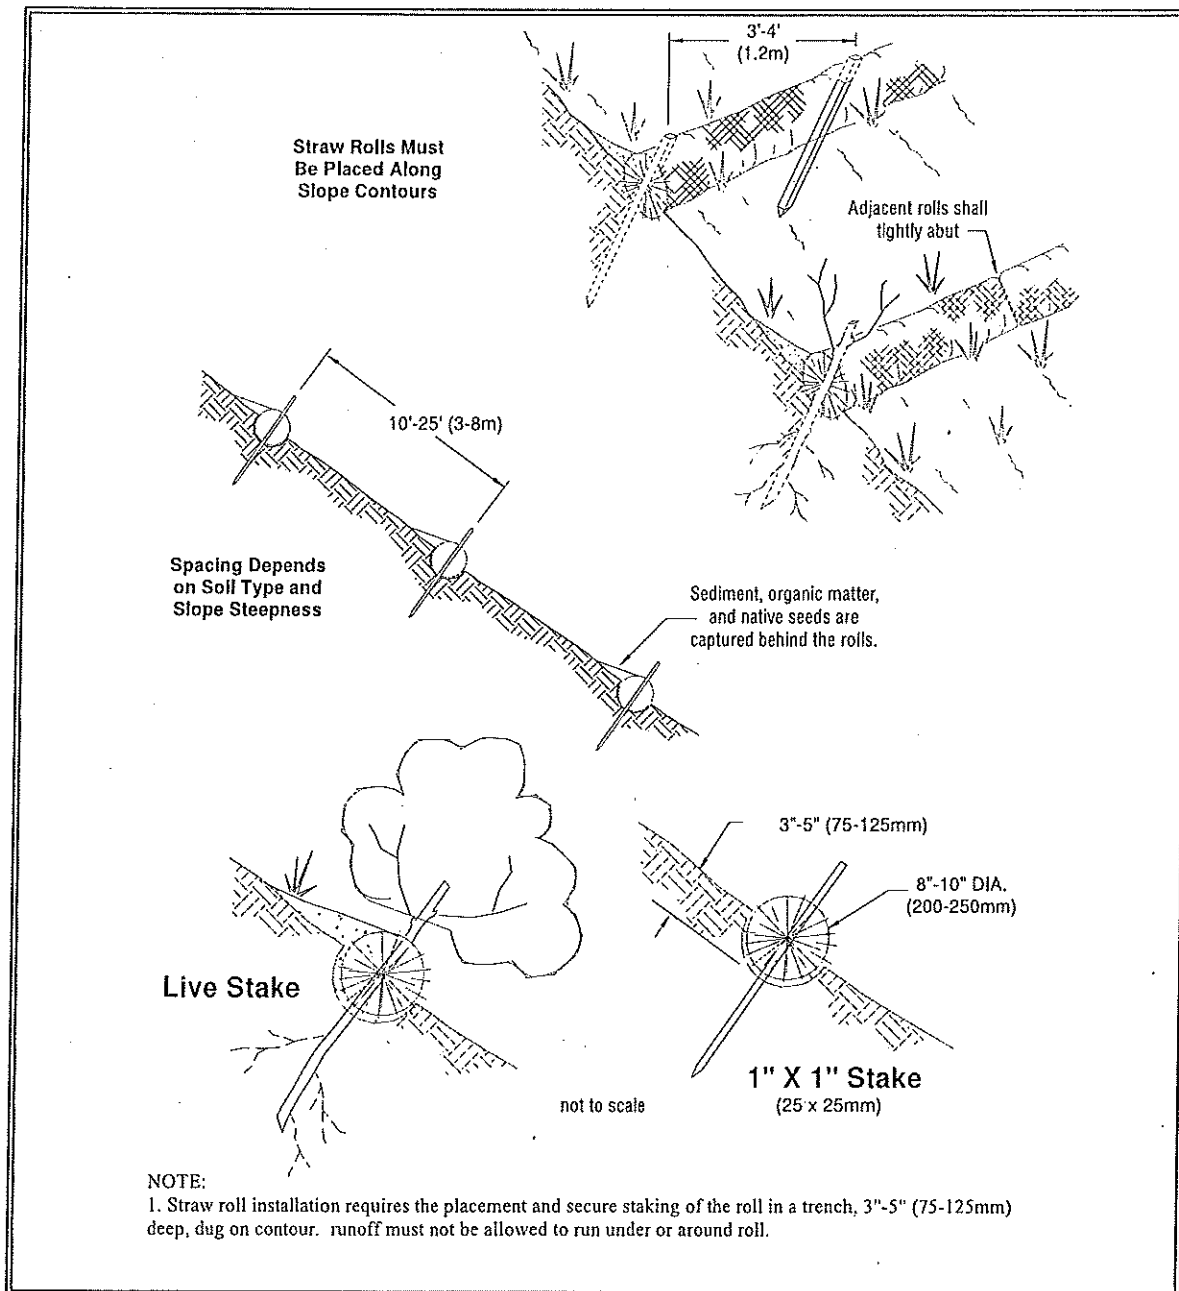 3'-4'
(1.2m)
Straw Rolls Must
Be Placed Along
Slope Contours
Adjacent rolls shall
tightly abut
10'-25' (3-8m)
Spacing Depends
on Soil Type and
Slope Steepness
Sediment, organic matter,
and native seeds are
captured behind the rolls.
3"-5" (75-125mm)
8"-10" DIA.
(200-250mm)
Live Stake
1" X 1" Stake
(25 x 25mm)
not to scale
NOTE:
1. Straw roll installation requires the placement and secure staking of the roll in a trench, 3"-5" (75-125mm)
deep, dug on contour. runoff must not be allowed to run under or around roll.